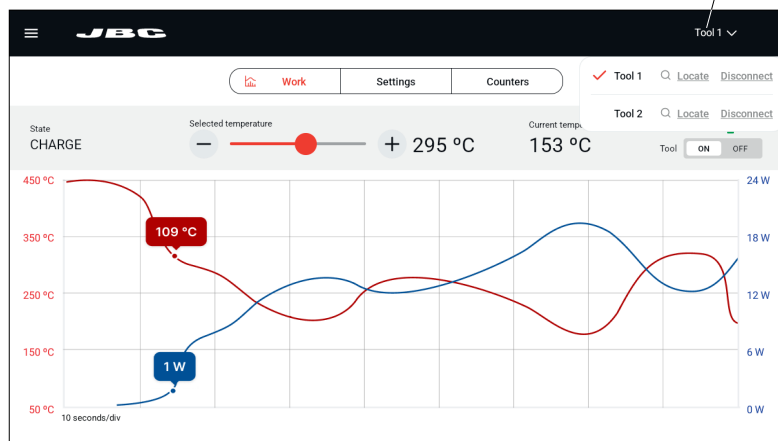 JBC
Tool 1
Work
Settings
Counters
Tool 1 Locate Disconnect
Tool 2 Locate Disconnect
State
CHARGE
Selected temperature
295 ºC
153 ºC
Tool ON OFF
450 ºC
24 W
350 ºC
18 W
109 ºC
250 ºC
12 W
150 ºC
6 W
1 W
50 ºC
0 W
10 seconds/div